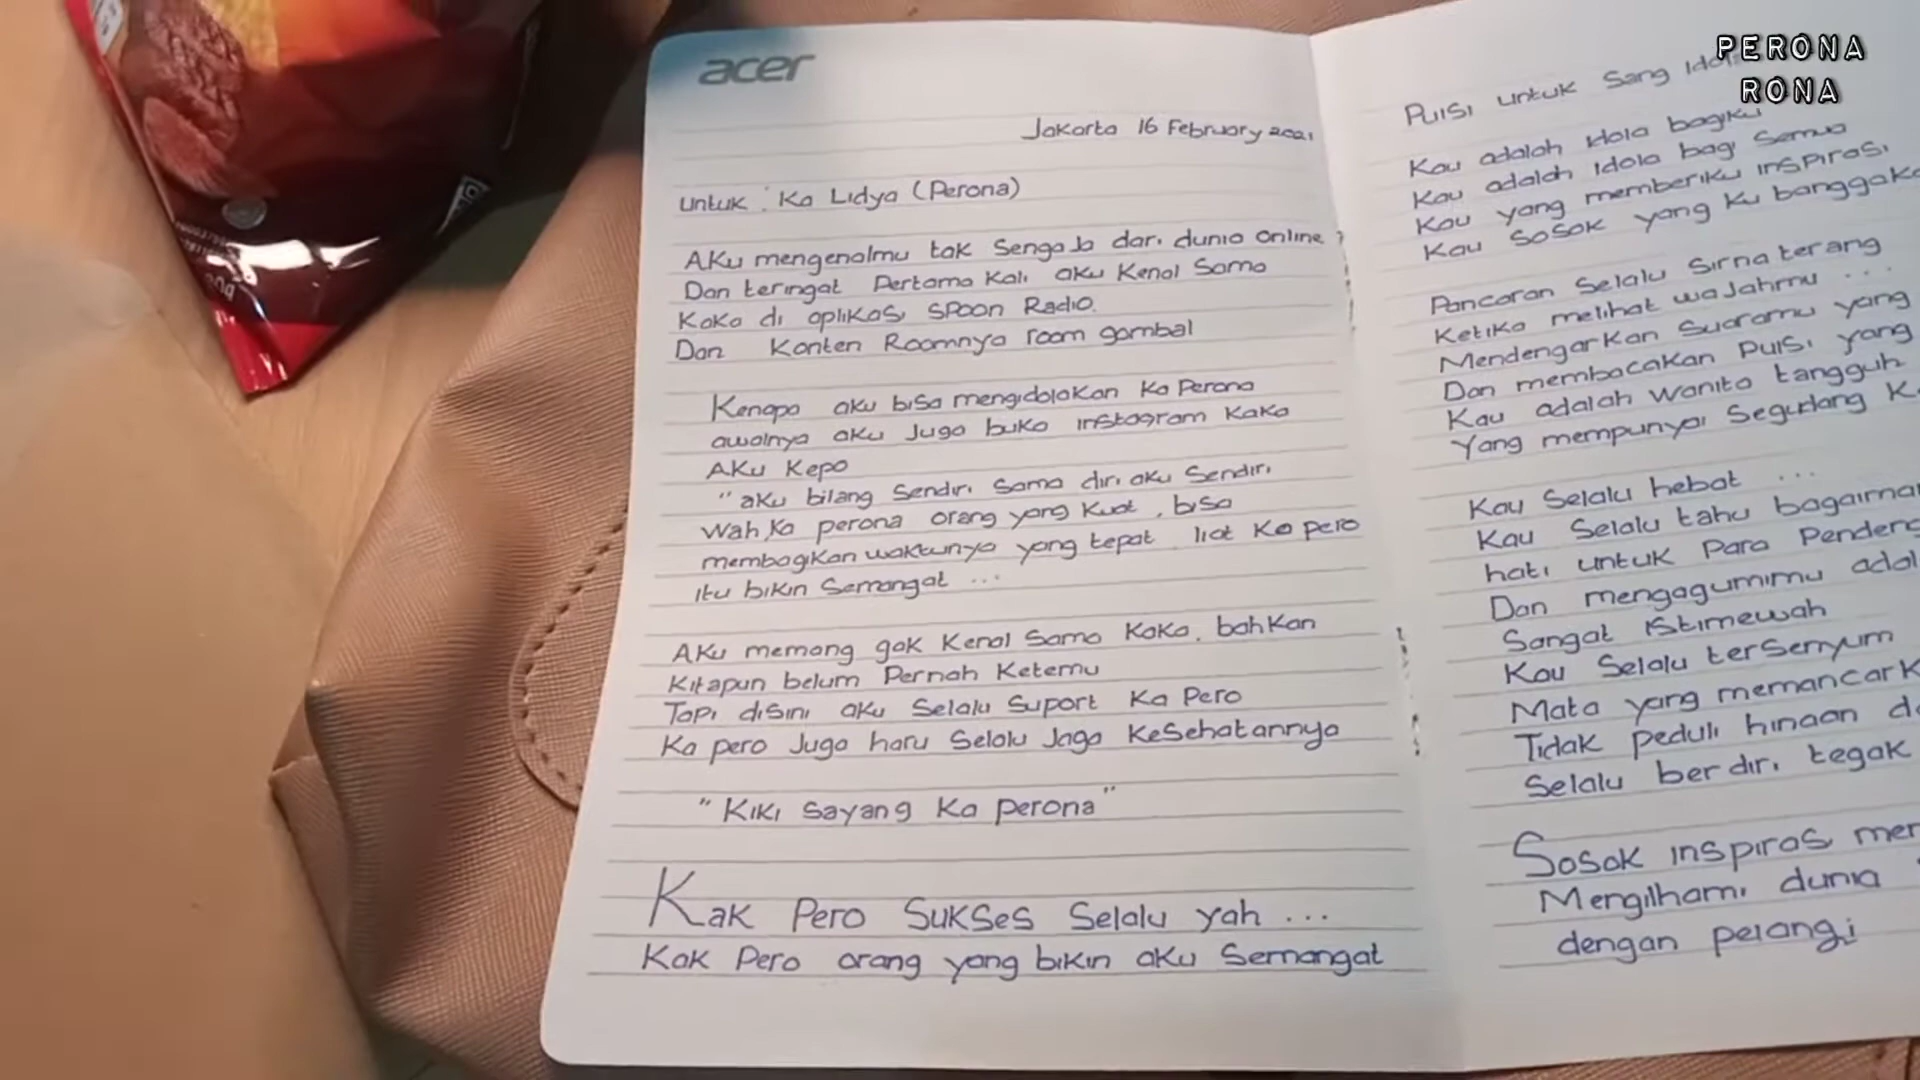 acer
Jakarta 16 February 2021
untuk : Ka Lidya (Perona)
Aku mengenalmu tak sengaja dari dunia online,
Dan teringat Pertama kali aku kenal sama
Kaka di aplikasi SPOON Radio.
Dan Konten Roomnya room gombal
Kenapa aku bisa mengidolakan Ka Perona
awalnya aku Juga buka instagram kaka
Aku Kepo
"aku bilang sendiri sama diri aku sendiri
wah ka perona orang yang kuat, bisa
membagikan waktunya yang tepat liat Ka pero
itu bikin Semangat ...
Aku memang gak Kenal Sama Kaka, bahkan
Kitapun belum Pernah Ketemu
Tapi disini aku Selalu Suport Ka Pero
Ka pero Juga haru Selalu Jaga Kesehatannya
"Kiki sayang Ka perona"
Kak Pero Sukses Selalu yah ...
Kak Pero orang yang bikin aku Semangat
Puisi untuk Sang Idola
Kau adalah Idola bagiku
Kau adalah Idola bagi Semua
Kau yang memberiku inspirasi
Kau Sosok yang ku
Pancaran Selalu Sirna terang
Ketika melihat wajahmu ...
Mendengarkan Suaramu yang
Dan membacakan Puisi yang
Kau adalah wanita tangguh
Yang mempunyai Segudang
Kau Selalu hebat ...
Kau Selalu tahu
hati untuk Para
Dan mengagumimu
Sangat istimewah
Kau Selalu tersenyum
Mata yang
Tidak peduli hinaan
Selalu berdiri tegak
Sosok inspirasi
Mengilhami dunia
dengan pelangi
PERONA
RONA